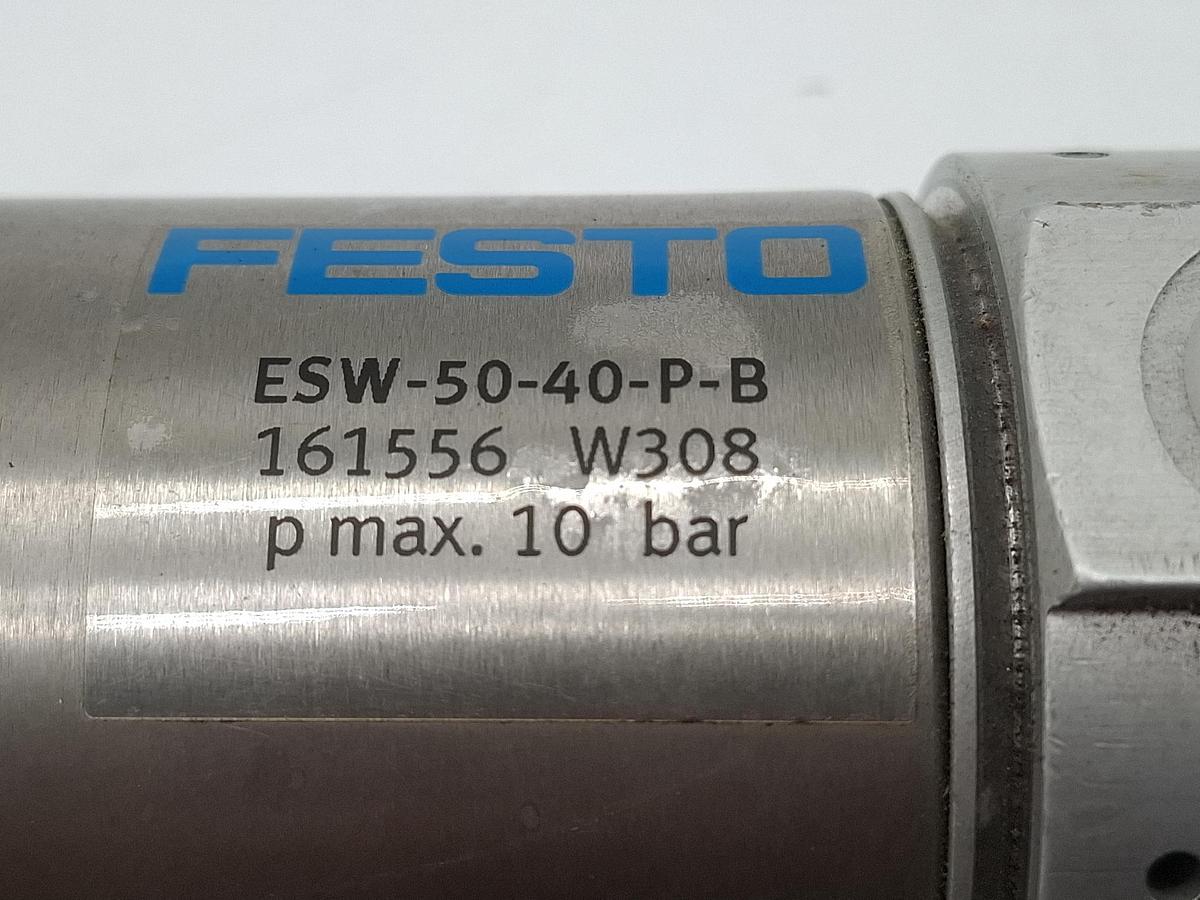 FESTO
ESW-50-40-P-B
161556 W308
p max. 10 bar